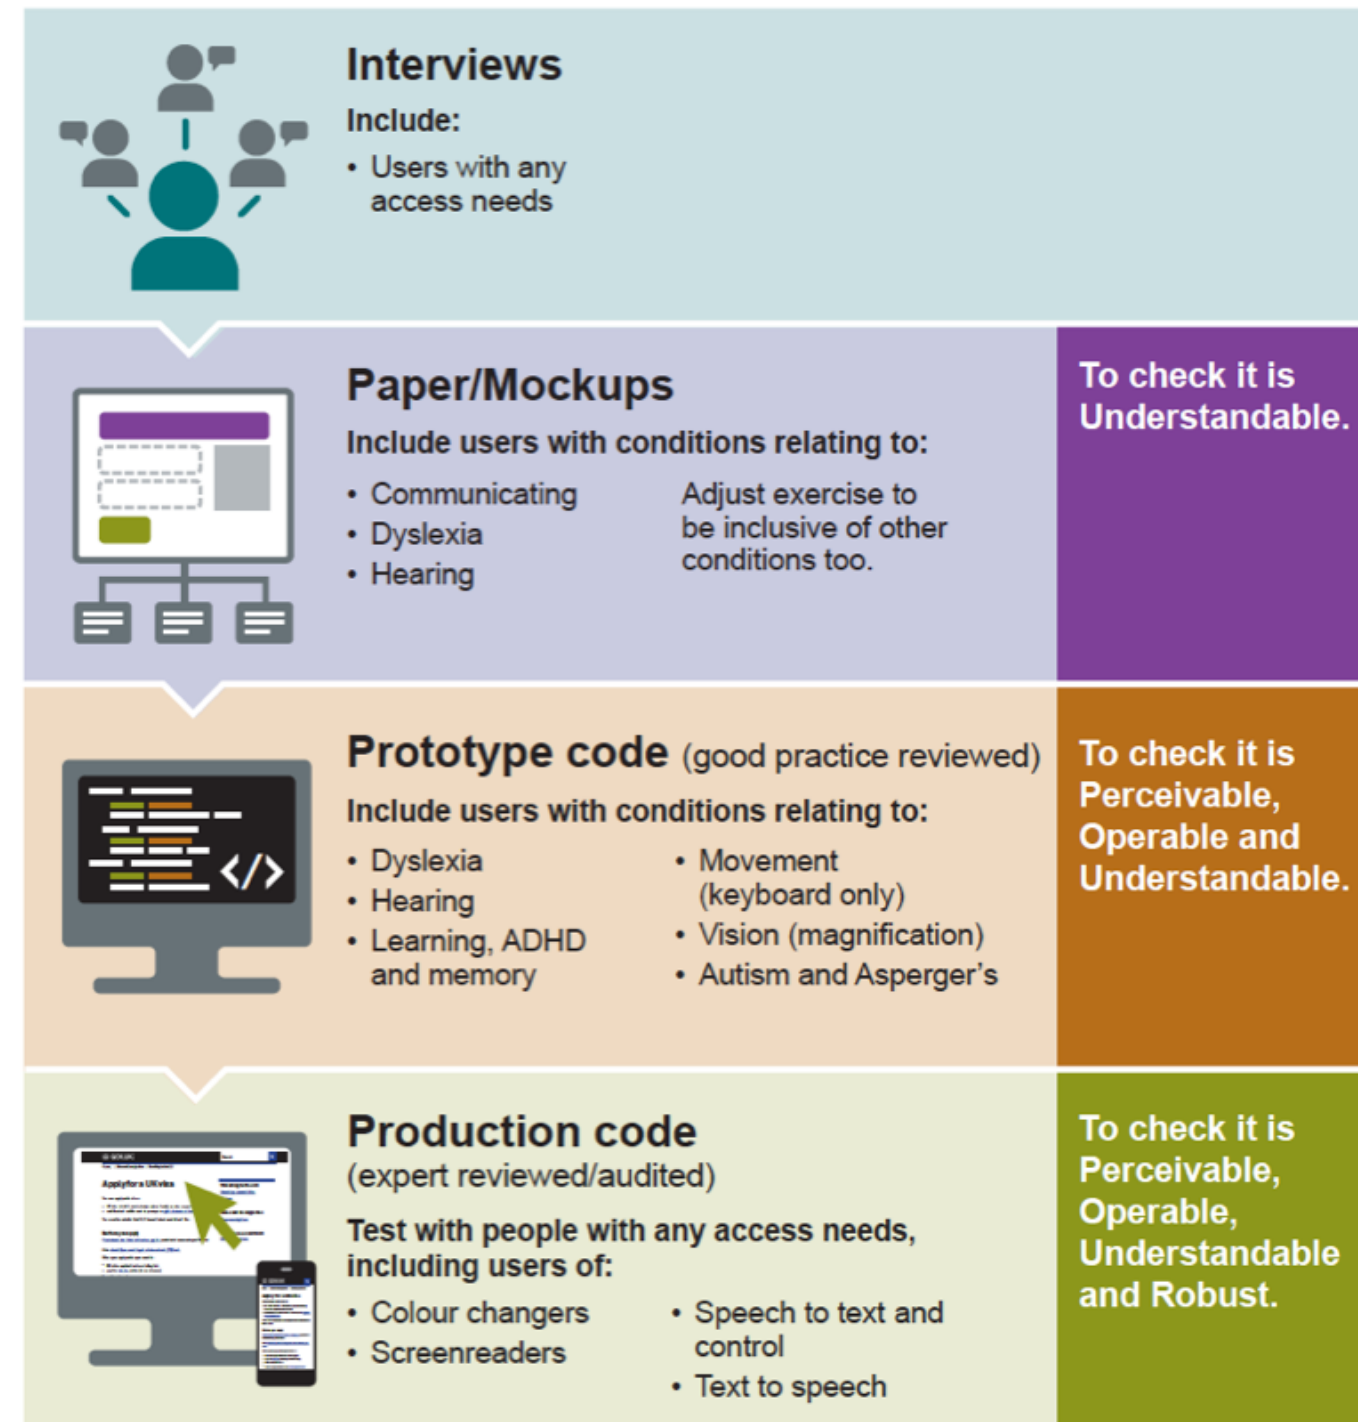 Interviews
Include:
• Users with any
access needs
Paper/Mockups
Include users with conditions relating to:
• Communicating
• Dyslexia
• Hearing
Adjust exercise to
be inclusive of other
conditions too.
To check it is
Understandable.
Prototype code (good practice reviewed)
Include users with conditions relating to:
• Dyslexia
• Hearing
• Learning, ADHD
and memory
• Movement
(keyboard only)
• Vision (magnification)
• Autism and Asperger's
To check it is
Perceivable,
Operable and
Understandable.
</>
Production code
(expert reviewed/audited)
Test with people with any access needs,
including users of:
• Colour changers
• Screenreaders
• Speech to text and
control
• Text to speech
To check it is
Perceivable,
Operable,
Understandable
and Robust.
Apply for a UK visa